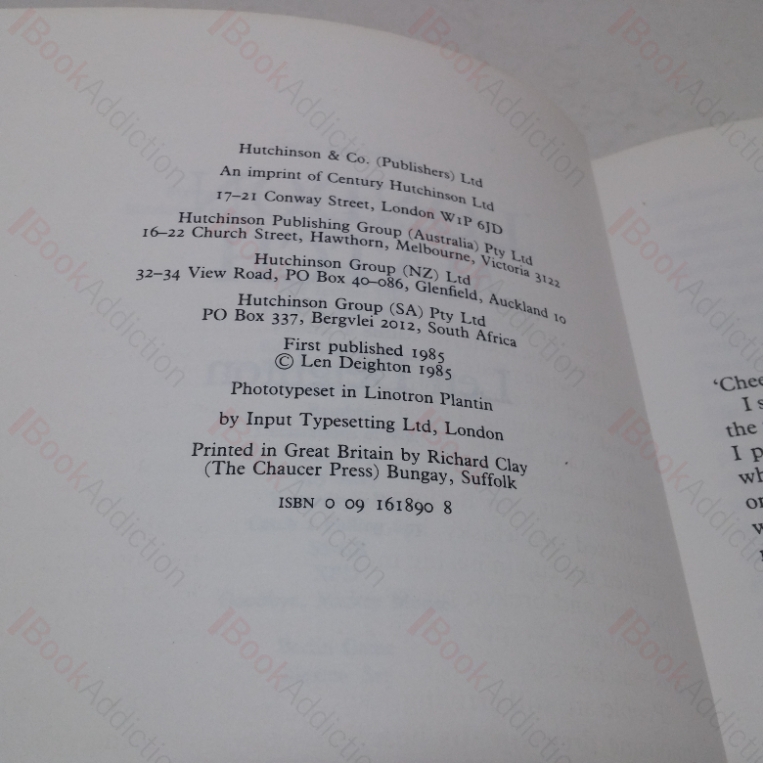 Hutchinson & Co. (Publishers) Ltd
An imprint of Century Hutchinson Ltd
17–21 Conway Street, London W1P 6JD
Hutchinson Publishing Group (Australia) Pty Ltd
16–22 Church Street, Hawthorn, Melbourne, Victoria 3122
Hutchinson Group (NZ) Ltd
32–34 View Road, PO Box 40–086, Glenfield, Auckland 10
Hutchinson Group (SA) Pty Ltd
PO Box 337, Bergvlei 2012, South Africa
First published 1985
© Len Deighton 1985
Phototypeset in Linotron Plantin
by Input Typesetting Ltd, London
Printed in Great Britain by Richard Clay
(The Chaucer Press) Bungay, Suffolk
ISBN 0 09 161890 8
I
the
I
BookAddiction